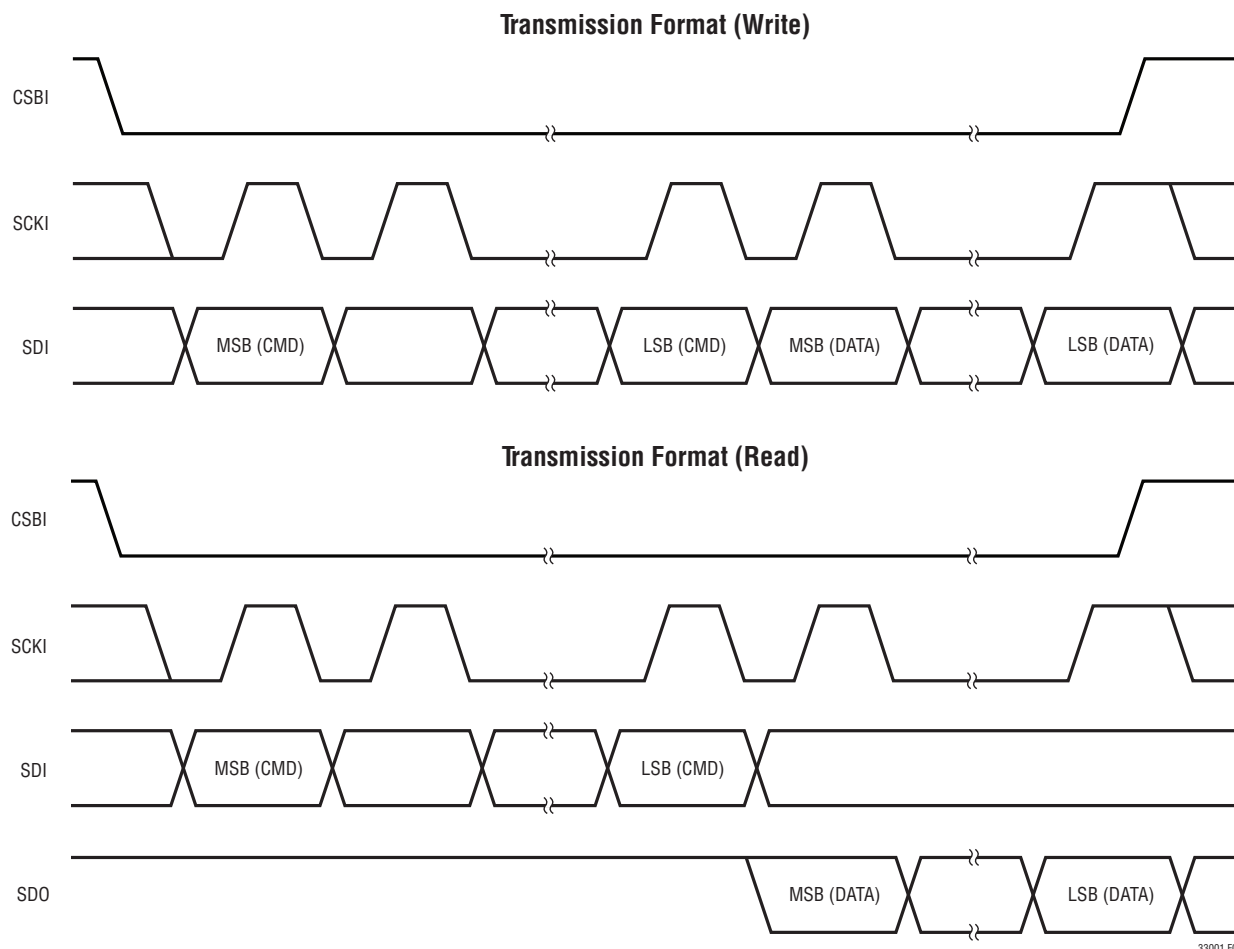 Transmission Format (Write)
CSBI
SCKI
SDI
MSB (CMD)
LSB (CMD)
MSB (DATA)
LSB (DATA)
Transmission Format (Read)
CSBI
SCKI
SDI
MSB (CMD)
LSB (CMD)
SDO
MSB (DATA)
LSB (DATA)